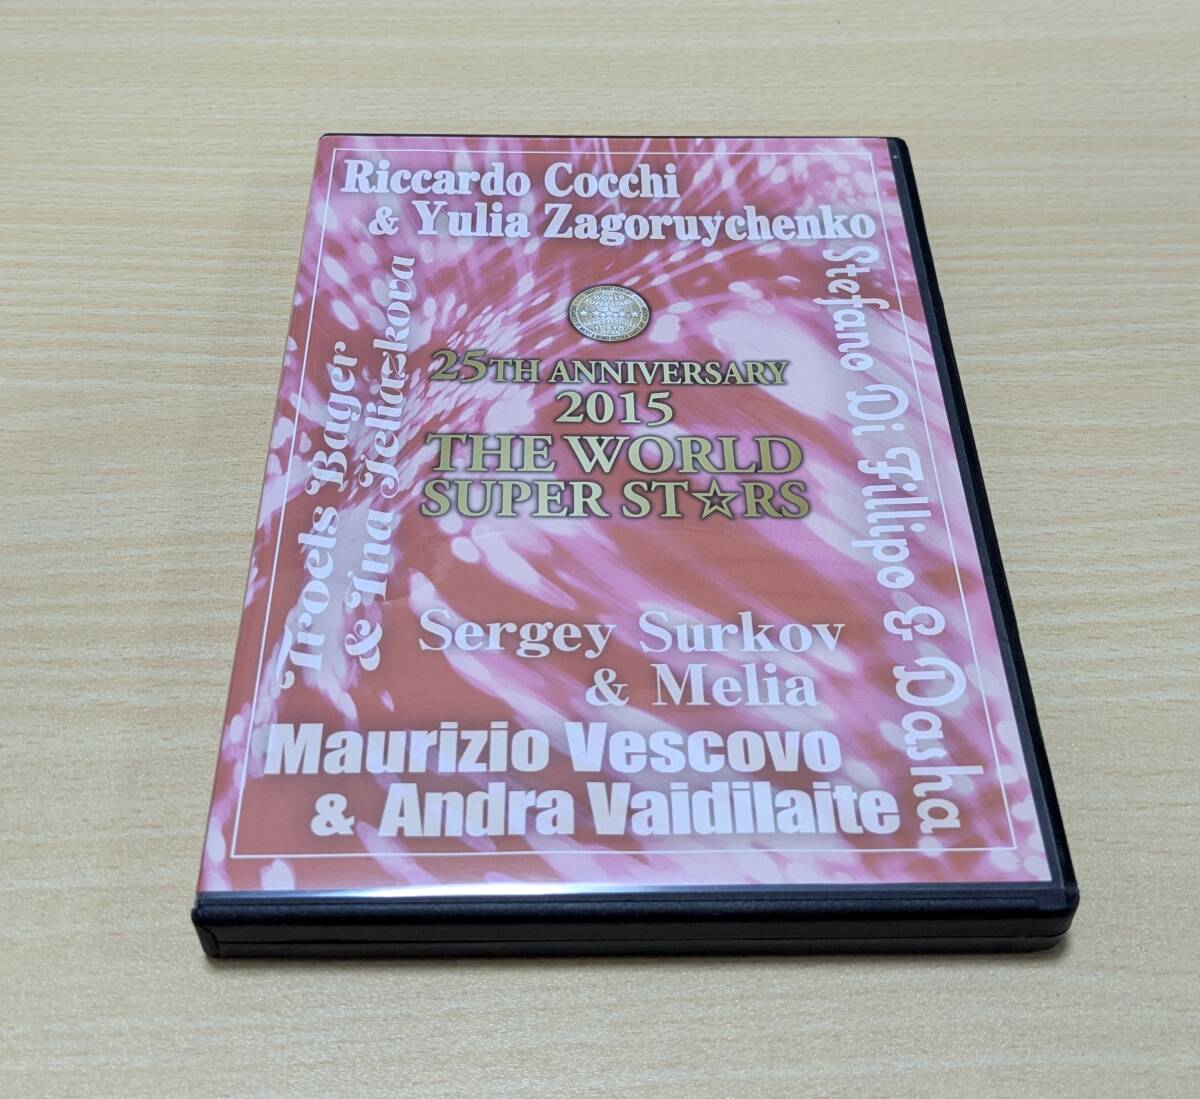 Riccardo Cocchi
& Yulia Zagoruychenko
Troels Bager
& Ina Jeliazkova
Stefano Di Fillipo & Dasha
25TH ANNIVERSARY
2015
THE WORLD
SUPER ST☆RS
Sergey Surkov
& Melia
Maurizio Vescovo
& Andra Vaidilaite